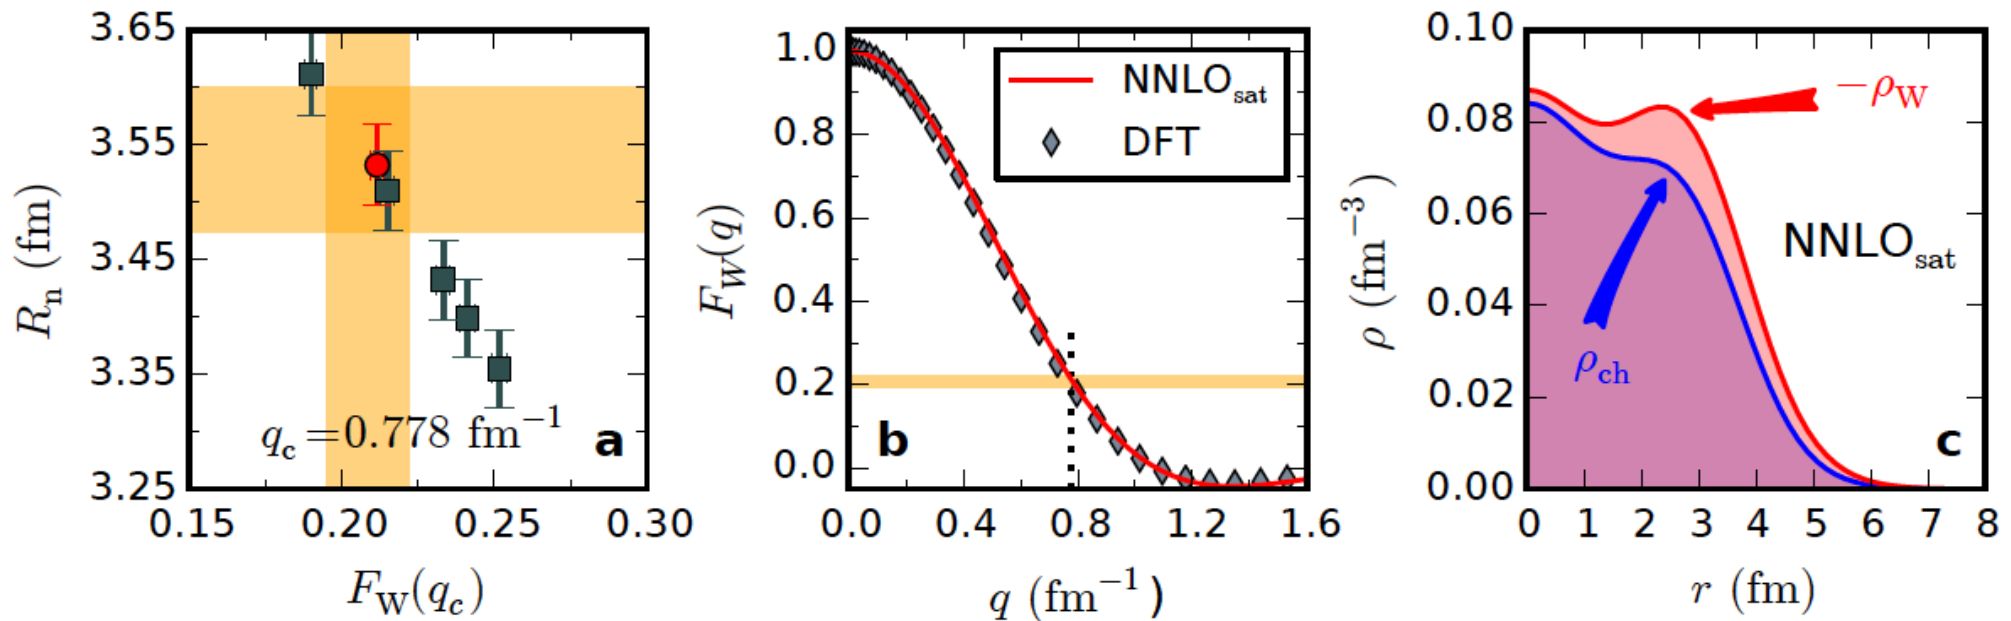 3.65
3.55
3.45
3.35
3.25
R_n (fm)
q_c=0.778 fm^{-1}
a
0.15 0.20 0.25 0.30
F_W(q_c)
1.0
0.8
0.6
0.4
0.2
0.0
F_W(q)
NNLO_sat
DFT
b
0.0 0.4 0.8 1.2 1.6
q (fm^{-1})
0.10
0.08
0.06
0.04
0.02
0.00
ρ (fm^{-3})
−ρ_W
NNLO_sat
ρ_ch
c
0 1 2 3 4 5 6 7 8
r (fm)